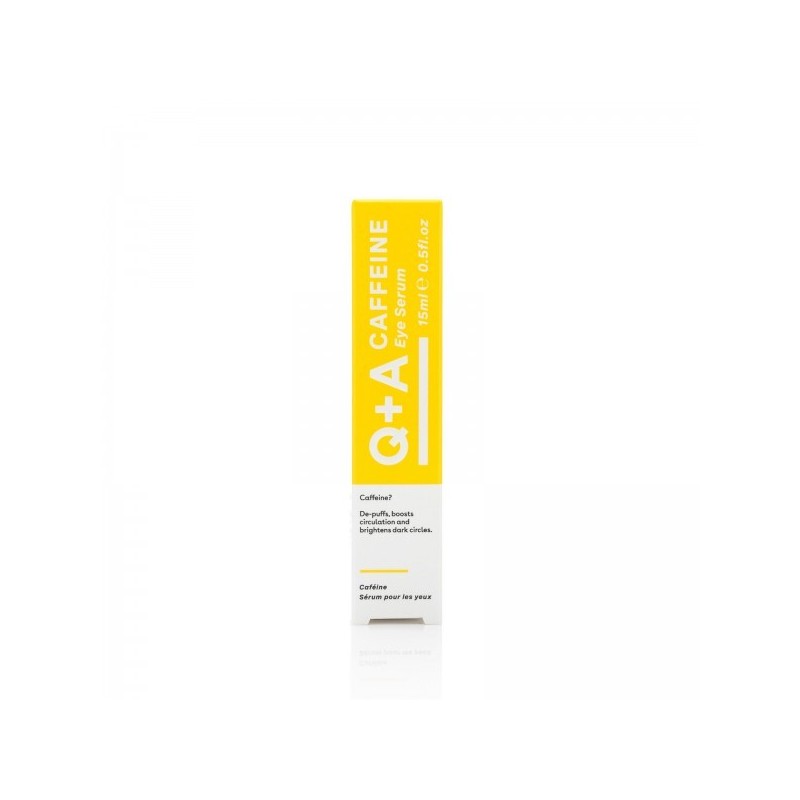 Q+A CAFFEINE
Eye Serum
15ml ℮ 0.5fl.oz
Caffeine?
De-puffs, boosts
circulation and
brightens dark circles.
Caféine
Sérum pour les yeux